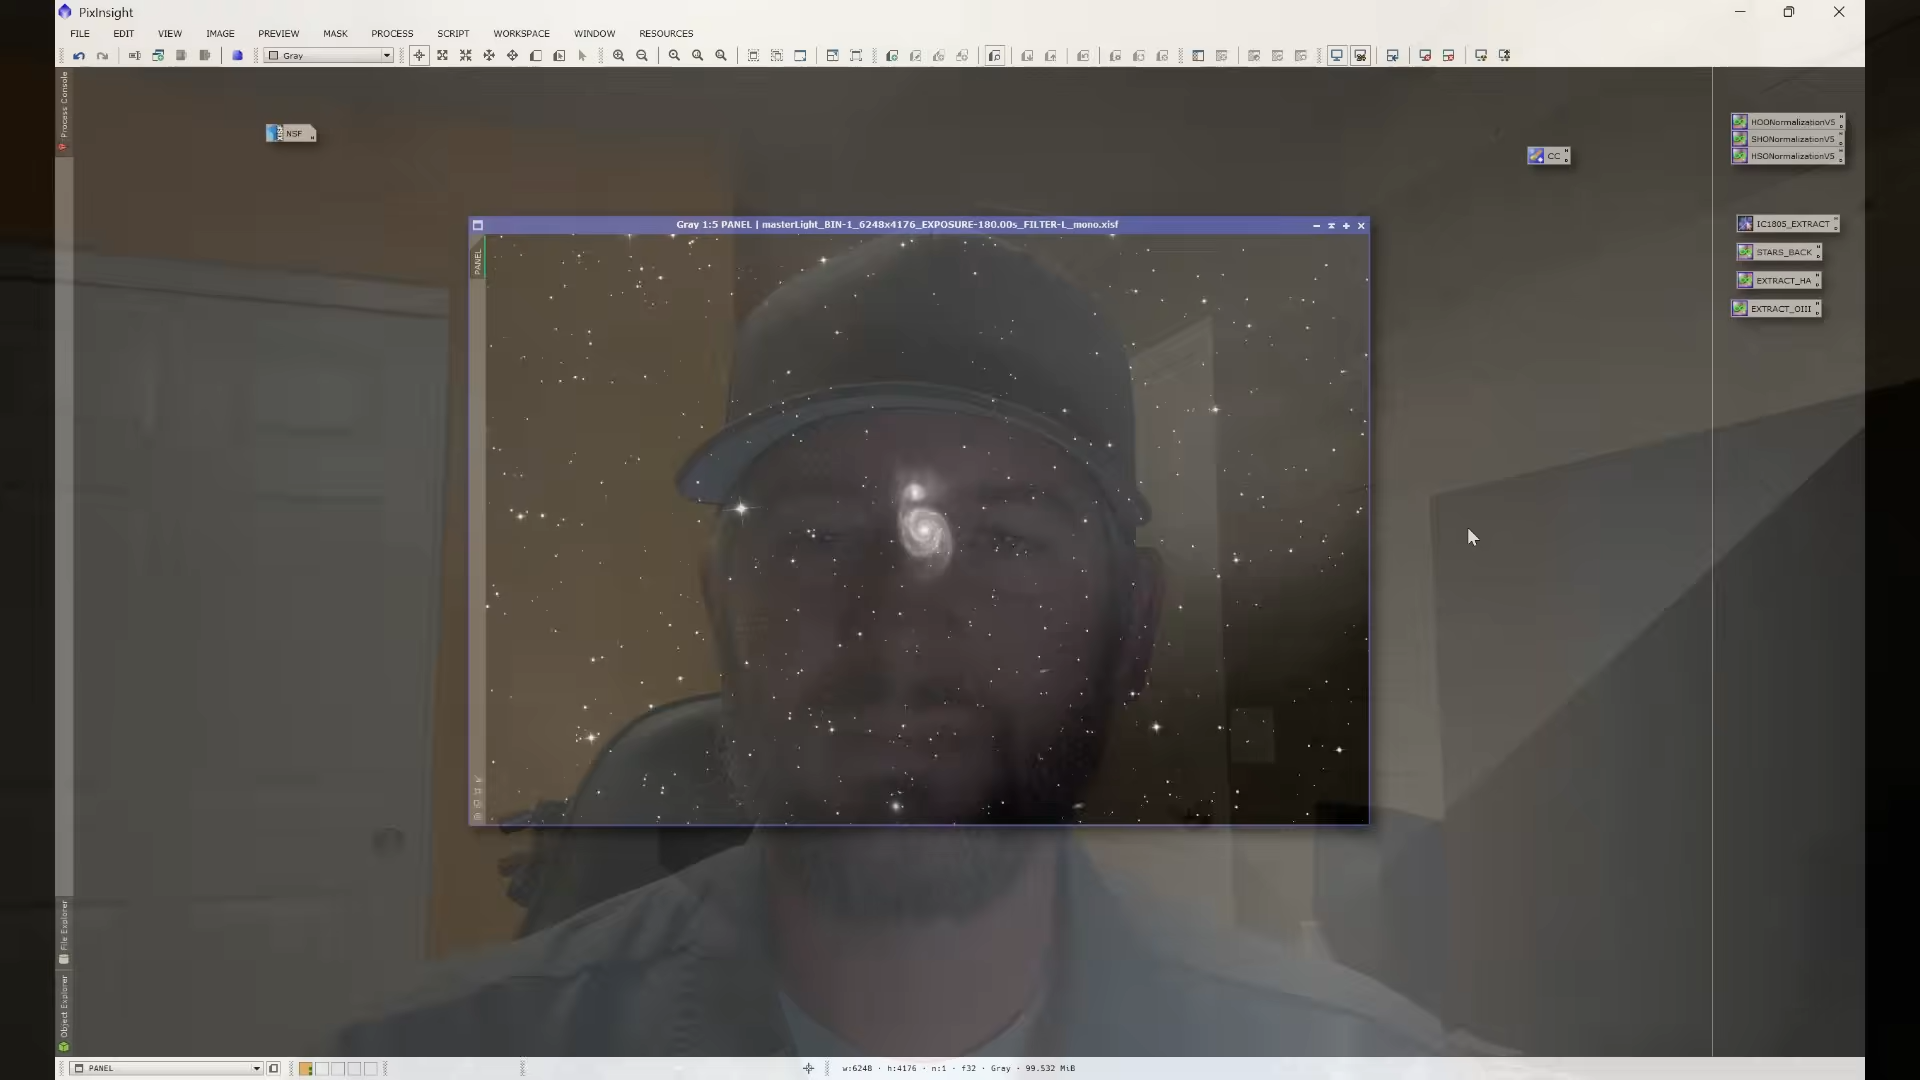 PixInsight
FILE EDIT VIEW IMAGE PREVIEW MASK PROCESS SCRIPT WORKSPACE WINDOW RESOURCES
Gray
Process Console
NSF
CC
HOONormalizationV5
SHONormalizationV5
HSONormalizationV5
IC1805_EXTRACT
STARS_BACK
EXTRACT_HA
EXTRACT_OIII
Gray 1:5 PANEL | masterLight_BIN-1_6248x4176_EXPOSURE-180.00s_FILTER-L_mono.xisf
PANEL
File Explorer
Object Explorer
PANEL
w:6248 · h:4176 · n:1 · f32 · Gray · 99.532 MiB